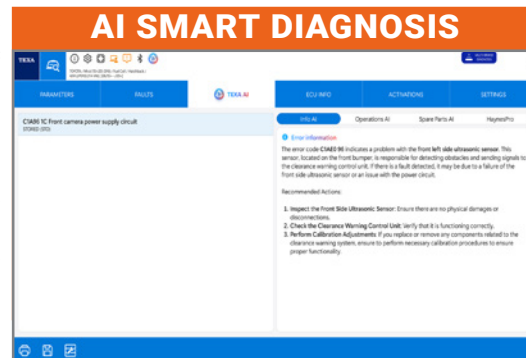 AI SMART DIAGNOSIS
TEXA
PARAMETERS
FAULTS
TEXA AI
ECU INFO
ACTIVATIONS
SETTINGS
C1A86 1C Front camera power supply circuit
STORED (STO)
Info AI
Operations AI
Spare Parts AI
HaynesPro
Error information
The error code C1AE0 90 indicates a problem with the front left side ultrasonic sensor. This
sensor, located on the front bumper, is responsible for detecting obstacles and sending signals to
the clearance warning control unit. If there is a fault detected, it may be due to a failure of the
front side ultrasonic sensor or an issue with the power circuit.
Recommended Actions:
1. Inspect the Front Side Ultrasonic Sensor: Ensure there are no physical damages or
disconnections.
2. Check the Clearance Warning Control Unit: Verify that it is functioning correctly.
3. Perform Calibration Adjustments: If you replace or remove any components related to the
clearance warning system, ensure to perform necessary calibration procedures to ensure
proper functionality.